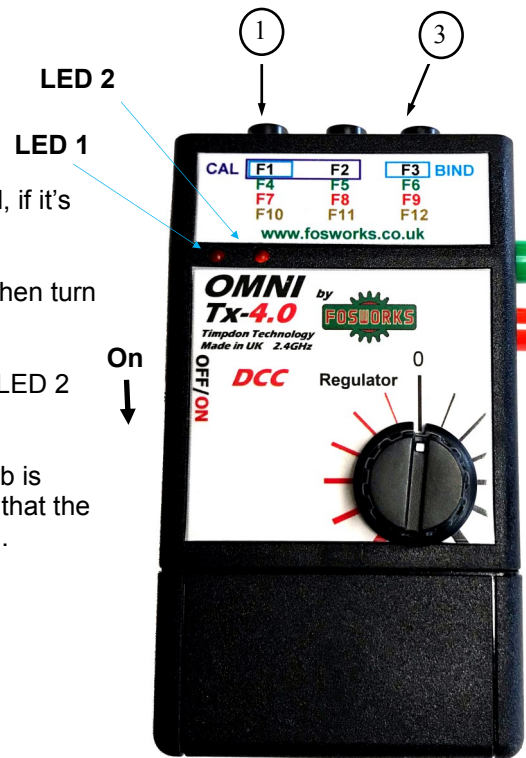 1
3
LED 2
LED 1
CAL F1 F2 F3 BIND
F4 F5 F6
F7 F8 F9
F10 F11 F12
www.fosworks.co.uk
, if it's
hen turn
LED 2
b is
that the
.
On
OMNI by
Tx-4.0 FOSWORKS
Timpdon Technology
Made in UK 2.4GHz
OFF/ON
DCC
Regulator
0